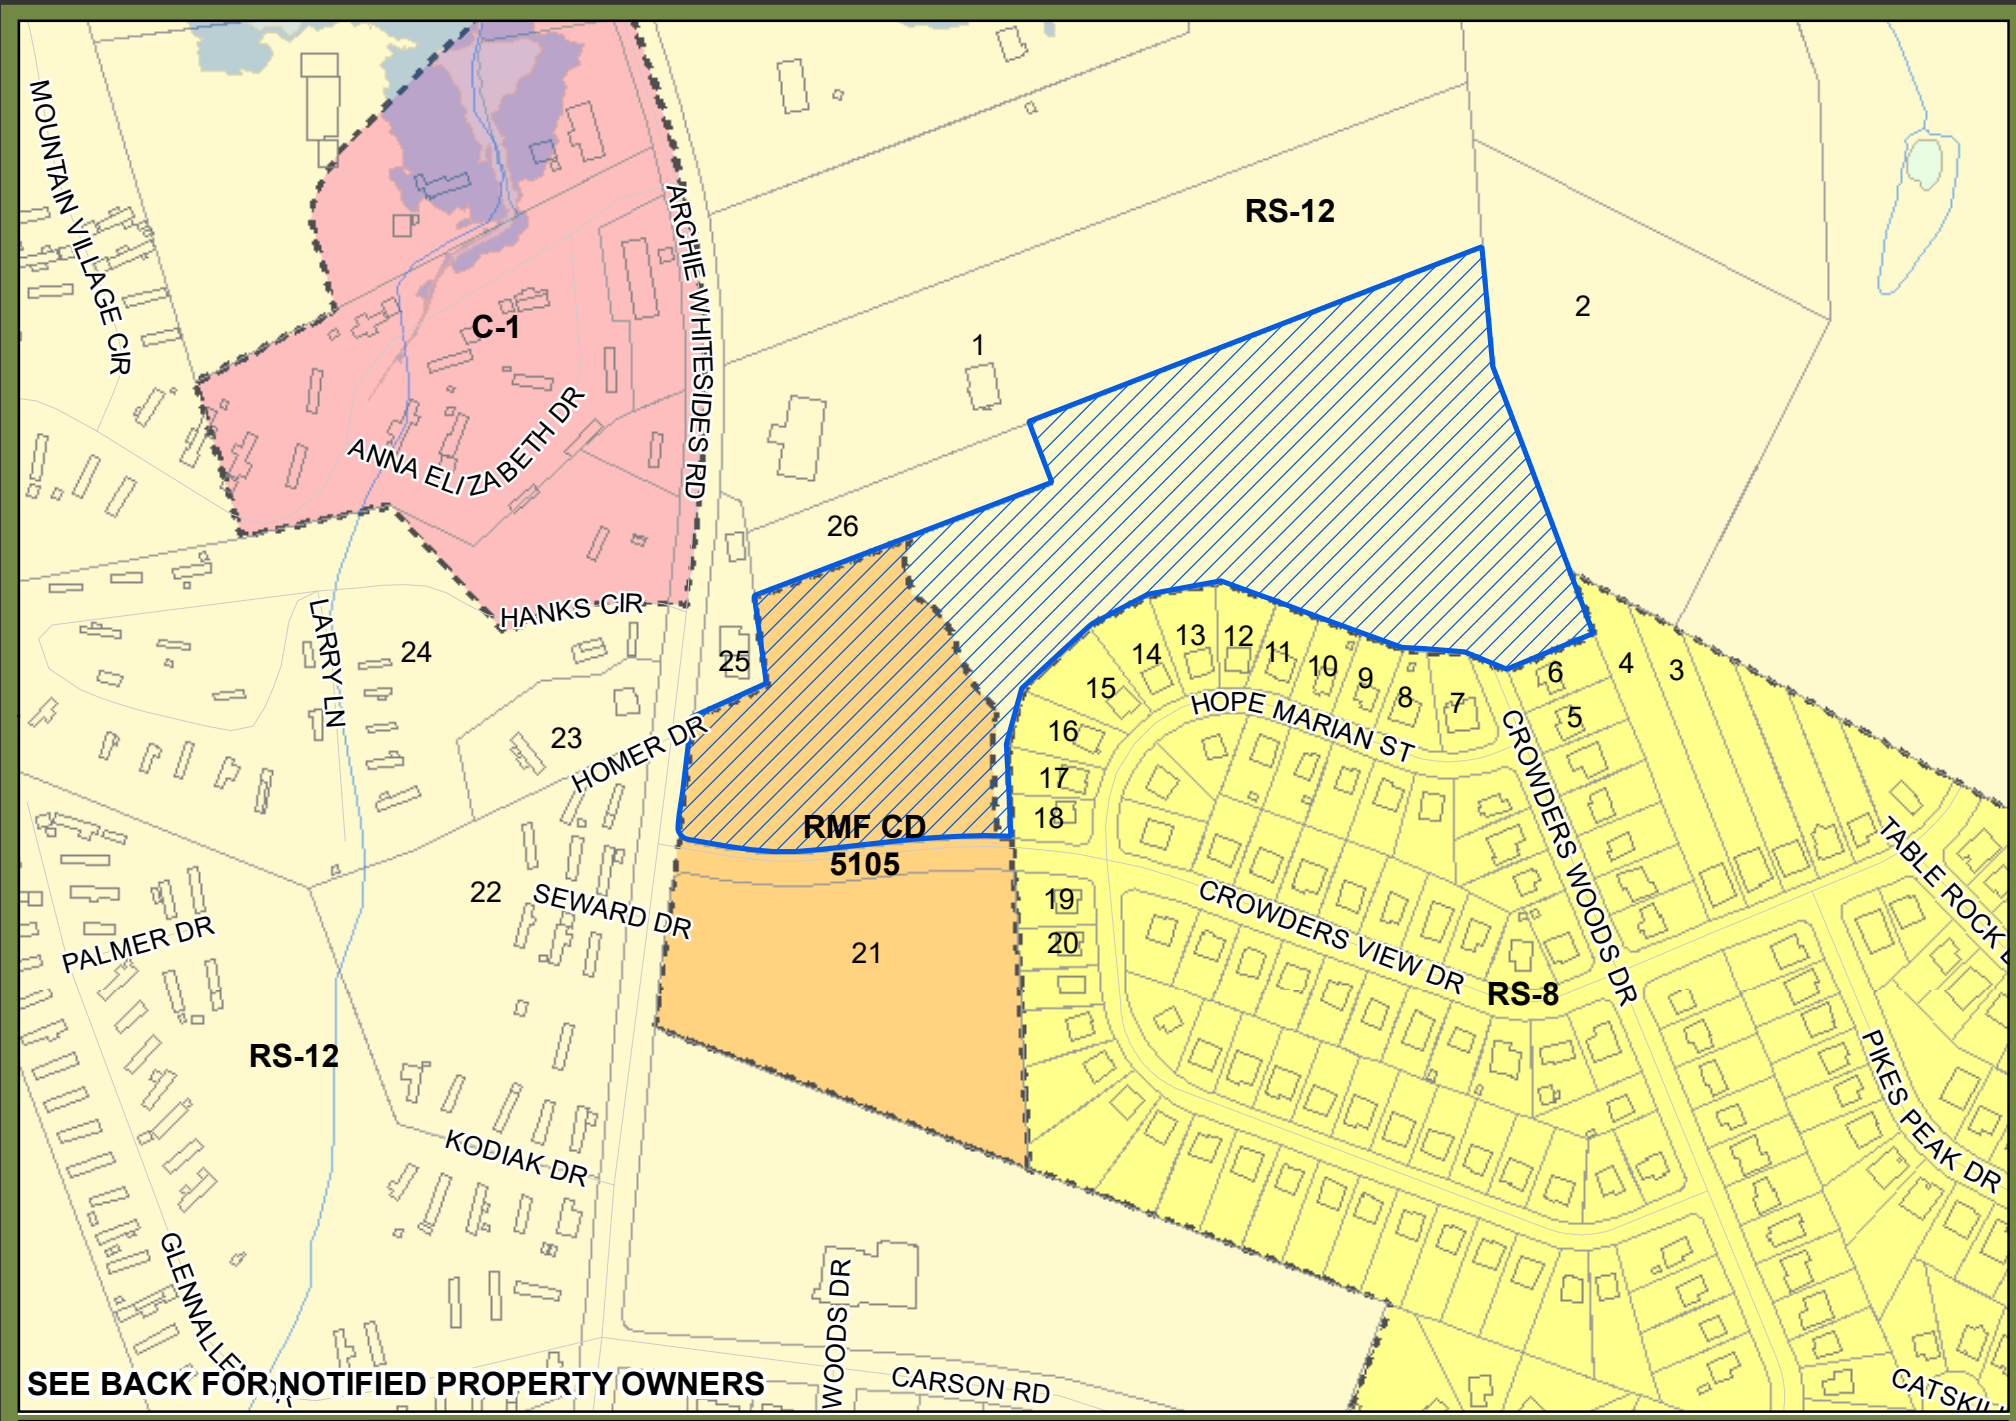 MOUNTAIN VILLAGE CIR
ARCHIE WHITESIDES RD
RS-12
2
C-1
1
ANNA ELIZABETH DR
26
HANKS CIR
LARRY LN
24
25
23
HOMER DR
14
13
12
11
10
9
8
7
6
5
4
3
15
16
17
18
HOPE MARIAN ST
CROWDERS WOODS DR
RMF CD
5105
TABLE ROCK
22
SEWARD DR
PALMER DR
19
20
21
CROWDERS VIEW DR
RS-8
RS-12
PIKES PEAK DR
KODIAK DR
GLENNALLEN DR
WOODS DR
CARSON RD
SEE BACK FOR NOTIFIED PROPERTY OWNERS